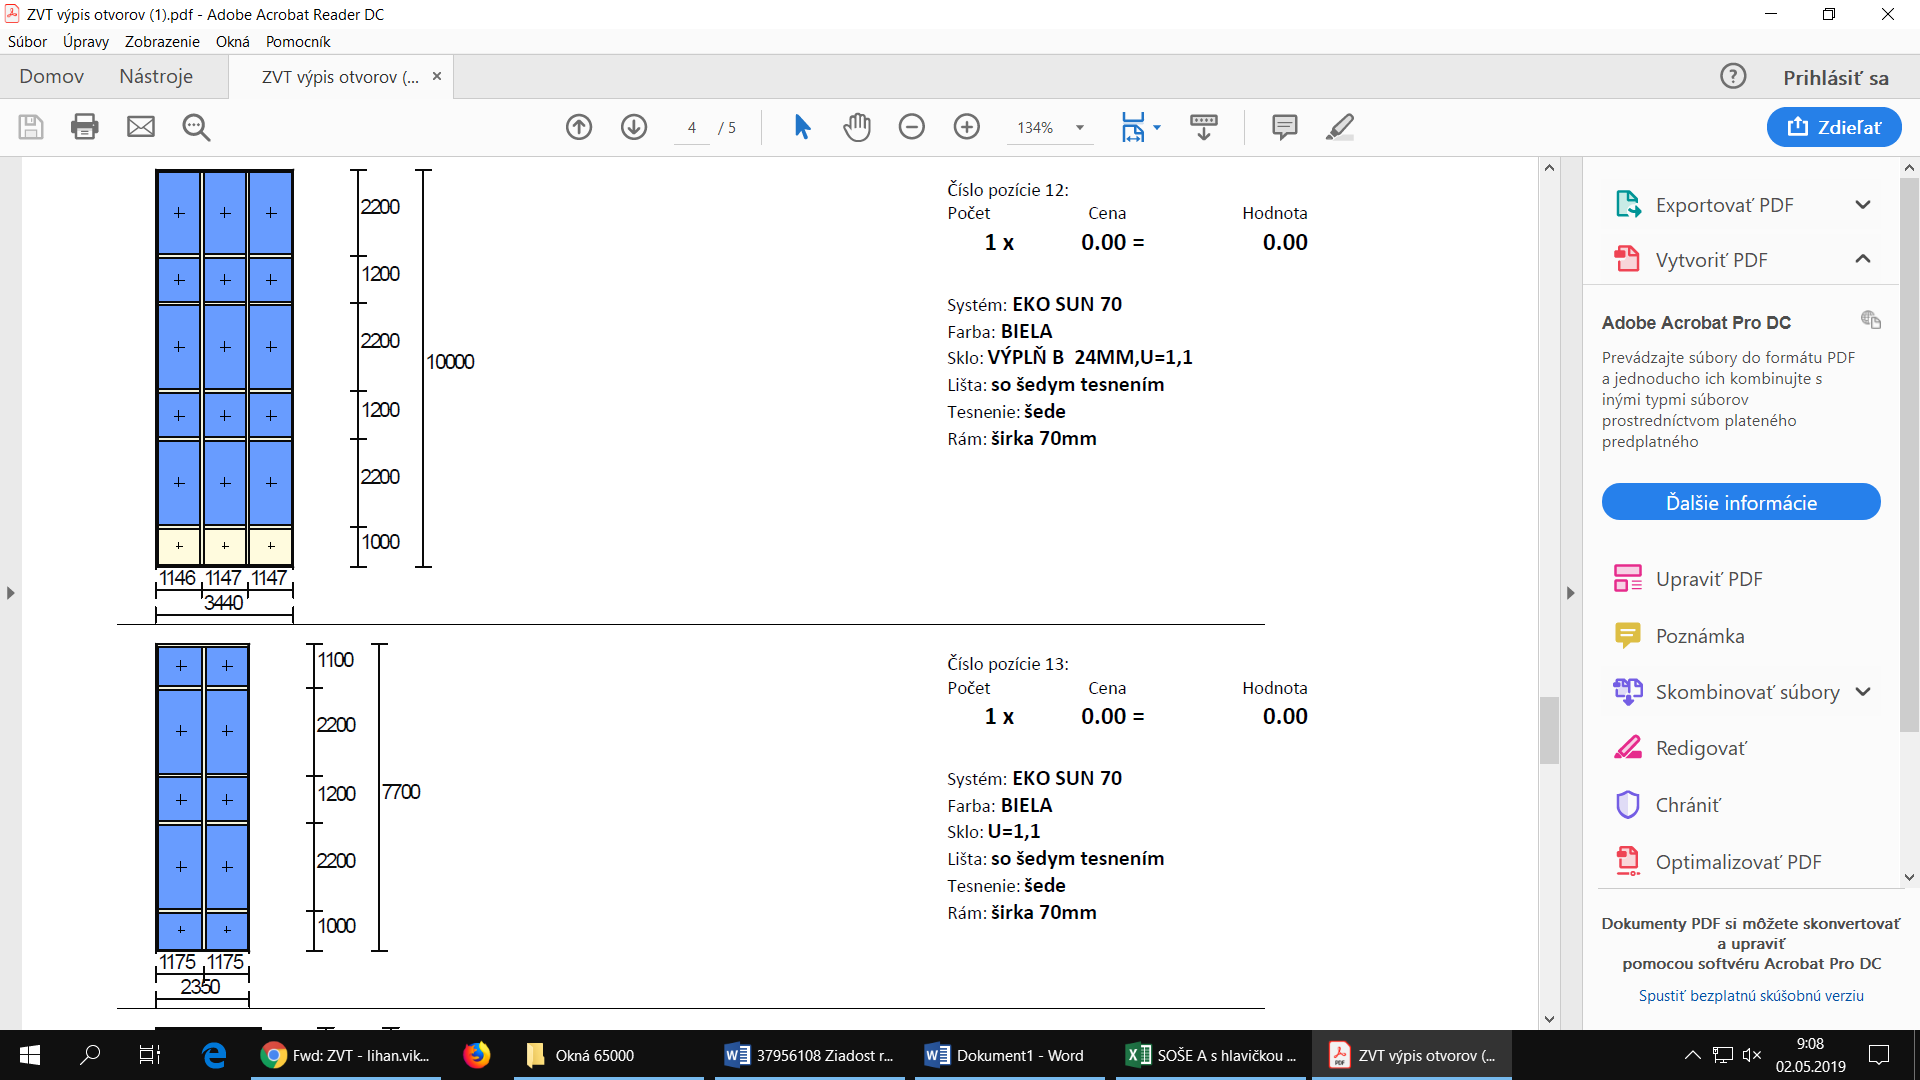 ZVT výpis otvorov (1).pdf - Adobe Acrobat Reader DC
Súbor Úpravy Zobrazenie Okná Pomocník
Domov Nástroje ZVT výpis otvorov (... × Prihlásiť sa
4 / 5 134% Zdieľať
2200
1200
2200
10000
1200
2200
1000
1146 1147 1147
3440
Číslo pozície 12:
Počet Cena Hodnota
1 x 0.00 = 0.00
Systém: EKO SUN 70
Farba: BIELA
Sklo: VÝPLŇ B 24MM,U=1,1
Lišta: so šedym tesnením
Tesnenie: šede
Rám: širka 70mm
1100
2200
1200
7700
2200
1000
1175 1175
2350
Číslo pozície 13:
Počet Cena Hodnota
1 x 0.00 = 0.00
Systém: EKO SUN 70
Farba: BIELA
Sklo: U=1,1
Lišta: so šedym tesnením
Tesnenie: šede
Rám: širka 70mm
Exportovať PDF
Vytvoriť PDF
Adobe Acrobat Pro DC
Prevádzajte súbory do formátu PDF
a jednoducho ich kombinujte s
inými typmi súborov
prostredníctvom plateného
predplatného
Ďalšie informácie
Upraviť PDF
Poznámka
Skombinovať súbory
Redigovať
Chrániť
Optimalizovať PDF
Dokumenty PDF si môžete skonvertovať
a upraviť
pomocou softvéru Acrobat Pro DC
Spustiť bezplatnú skúšobnú verziu
Fwd: ZVT - lihan.vik... Okná 65000 37956108 Ziadost r... Dokument1 - Word SOŠE A s hlavičkou ... ZVT výpis otvorov (...
9:08
02.05.2019